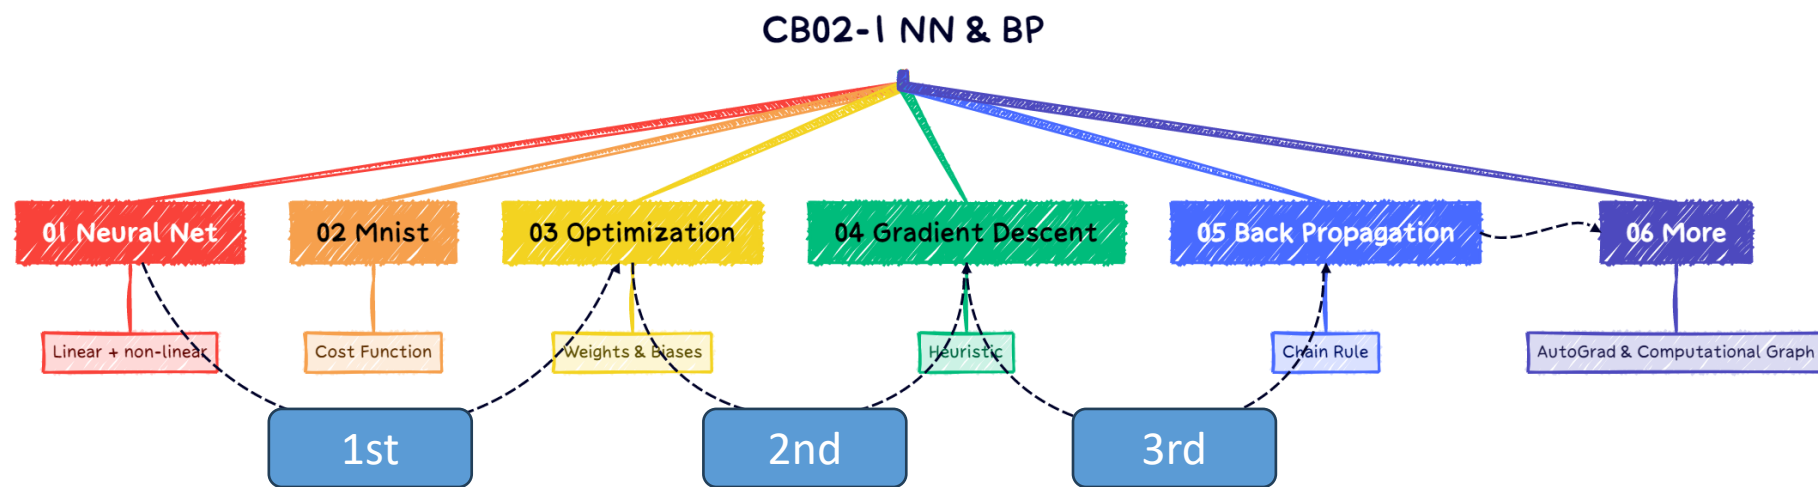 CB02-1 NN & BP
01 Neural Net
02 Mnist
03 Optimization
04 Gradient Descent
05 Back Propagation
06 More
Linear + non-linear
Cost Function
Weights & Biases
Heuristic
Chain Rule
AutoGrad & Computational Graph
1st
2nd
3rd